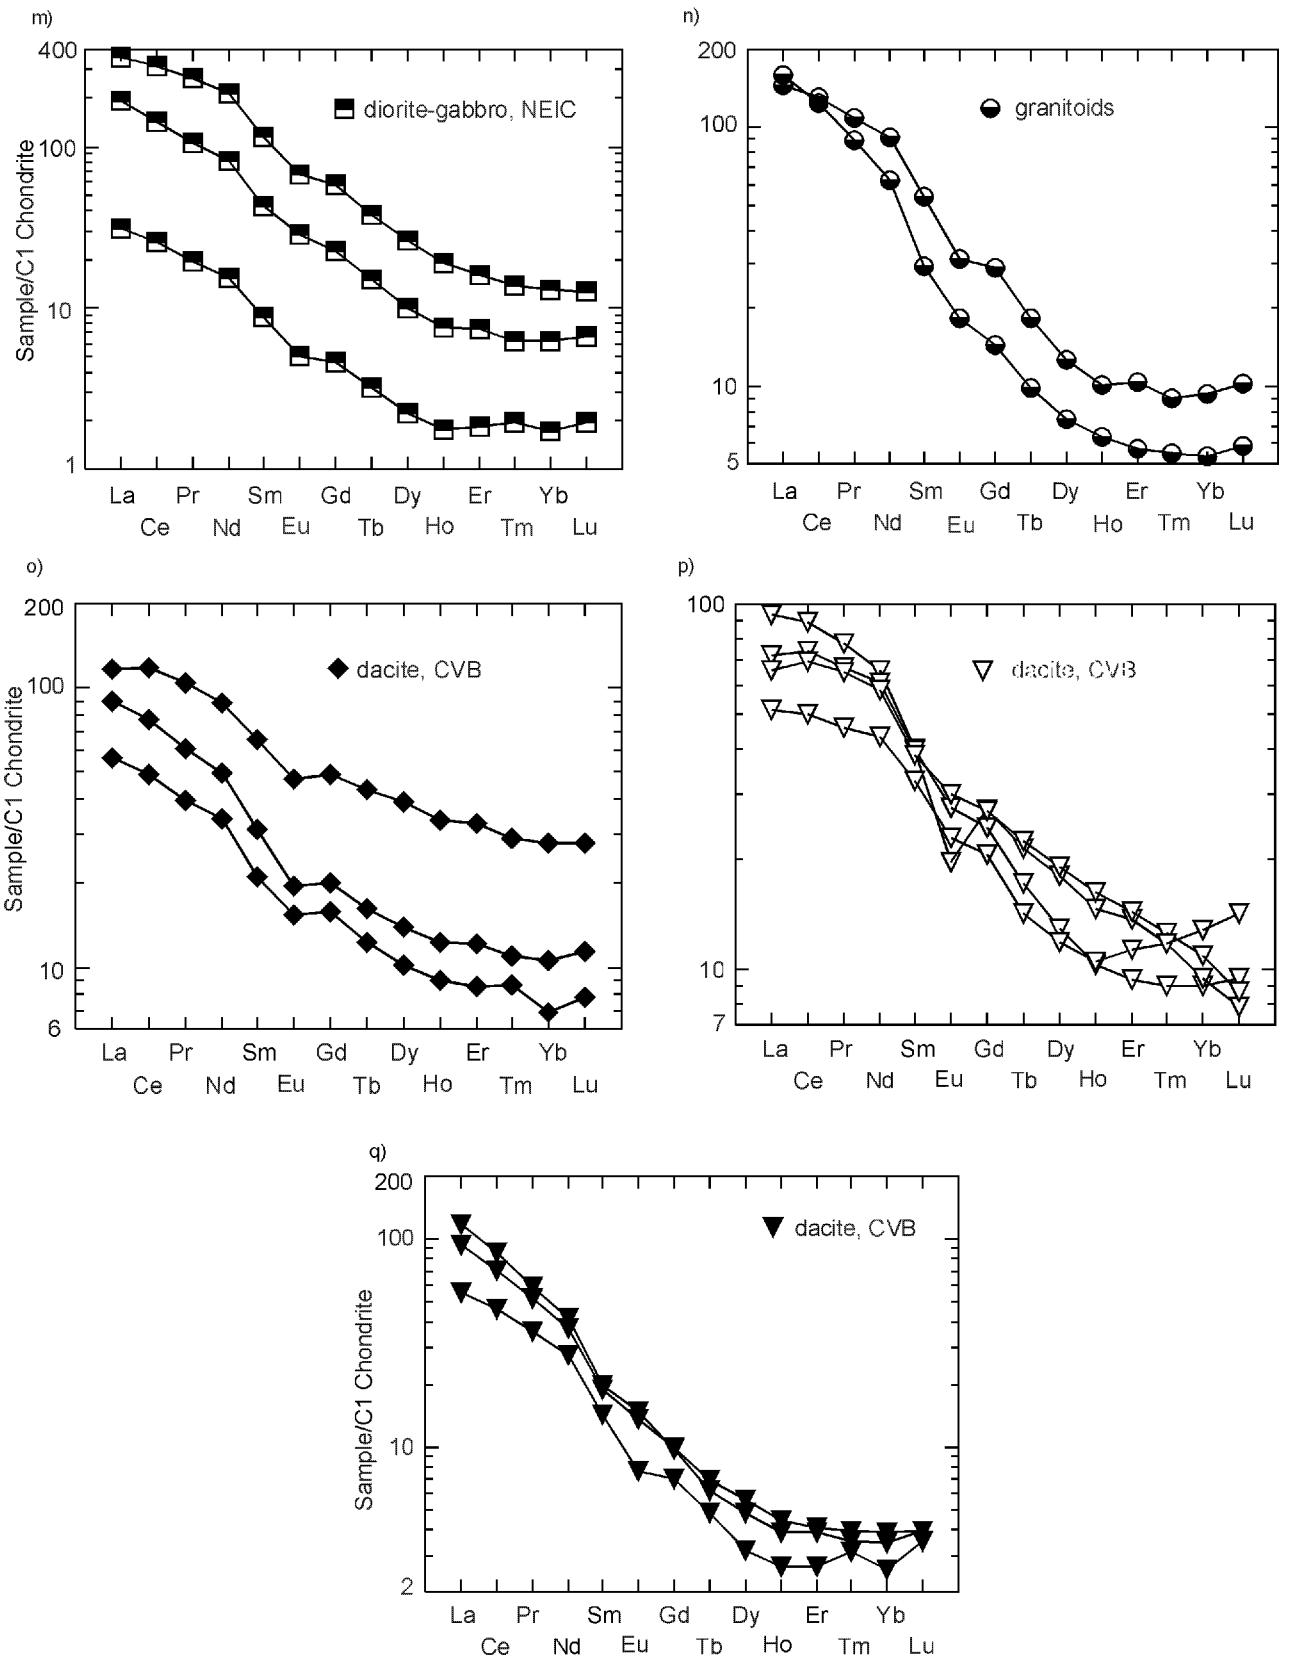 m)
400
100
10
1
Sample/C1 Chondrite
diorite-gabbro, NEIC
La Pr Sm Gd Dy Er Yb
Ce Nd Eu Tb Ho Tm Lu
n)
200
100
10
5
granitoids
La Pr Sm Gd Dy Er Yb
Ce Nd Eu Tb Ho Tm Lu
o)
200
100
10
6
Sample/C1 Chondrite
dacite, CVB
La Pr Sm Gd Dy Er Yb
Ce Nd Eu Tb Ho Tm Lu
p)
100
10
7
dacite, CVB
La Pr Sm Gd Dy Er Yb
Ce Nd Eu Tb Ho Tm Lu
q)
200
100
10
2
Sample/C1 Chondrite
dacite, CVB
La Pr Sm Gd Dy Er Yb
Ce Nd Eu Tb Ho Tm Lu